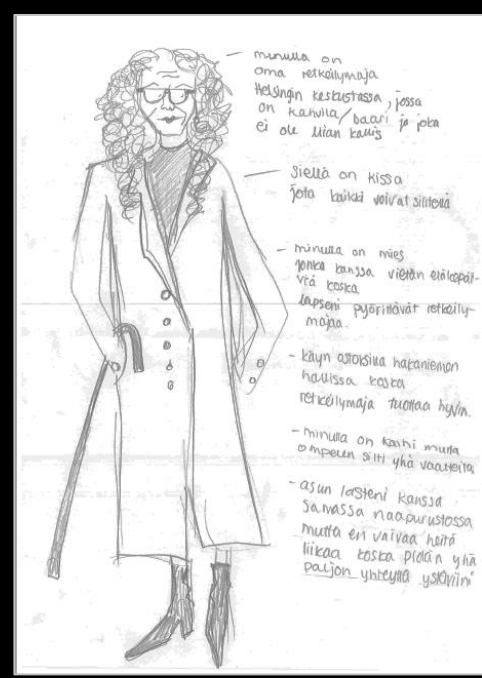 – minulla on
oma retkeilymaja
Helsingin keskustassa, jossa
on kahvila/baari ja joka
ei ole liian kallis
– Siellä on kissa
jota kaikki voivat silitellä
– minulla on mies
jonka kanssa vietän eläkepäi-
viä koska
lapseni pyörittävät retkeily-
majaa.
– käyn ostoksilla hakaniemen
hallissa koska
retkeilymaja tuottaa hyvin.
– minulla on kaihi mutta
ompelen silti yhä vaatteita
– asun lasteni kanssa
samassa naapurustossa
mutta en vaivaa heitä
liikaa koska pidän yhä
paljon yhteyttä ystäviini